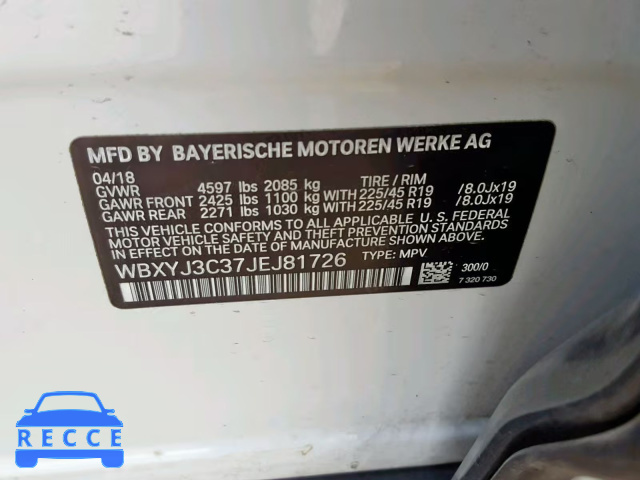 MFD BY BAYERISCHE MOTOREN WERKE AG
04/18
GVWR 4597 lbs 2085 kg TIRE / RIM
GAWR FRONT 2425 lbs 1100 kg WITH 225/45 R19 /8.0Jx19
GAWR REAR 2271 lbs 1030 kg WITH 225/45 R19 /8.0Jx19
THIS VEHICLE CONFORMS TO ALL APPLICABLE U. S. FEDERAL
MOTOR VEHICLE SAFETY, BUMPER, AND THEFT PREVENTION STANDARDS
IN EFFECT ON THE DATE OF MANUFACTURE SHOWN ABOVE.
WBXYJ3C37JEJ81726 TYPE: MPV
300/0
7 320 730
RECCE